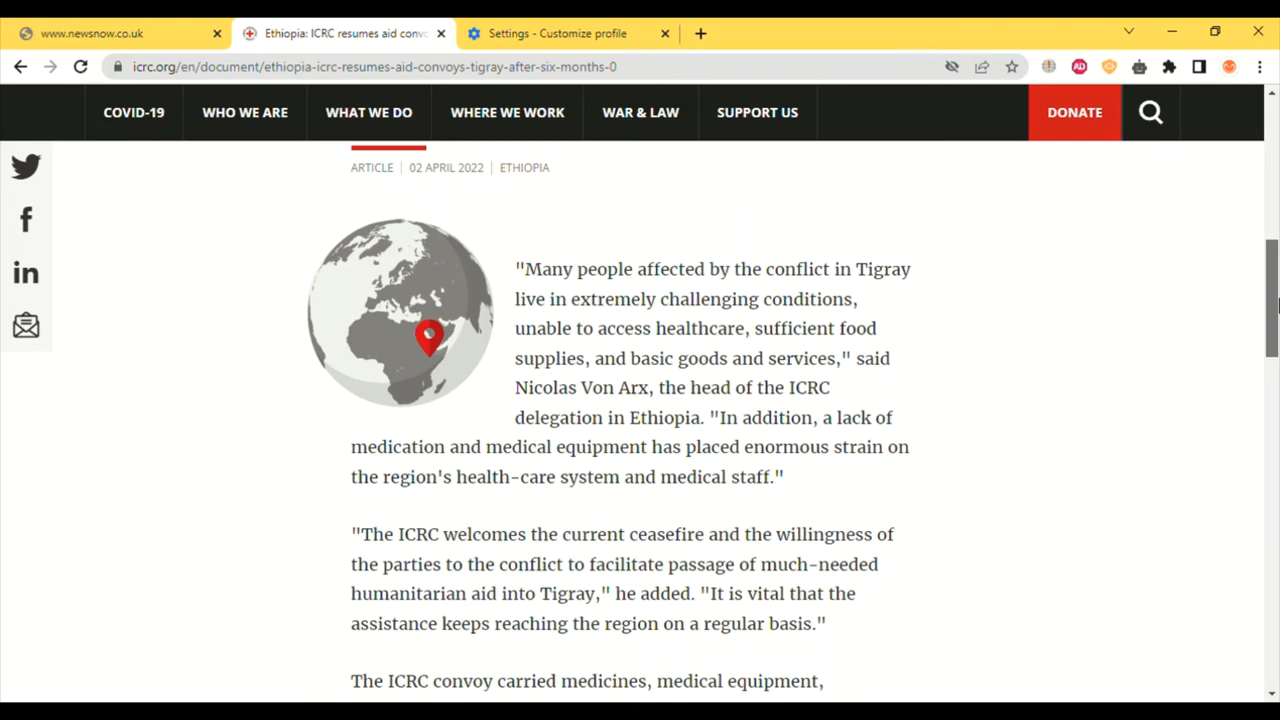 www.newsnow.co.uk
Ethiopia: ICRC resumes aid conv
Settings - Customize profile
icrc.org/en/document/ethiopia-icrc-resumes-aid-convoys-tigray-after-six-months-0
COVID-19
WHO WE ARE
WHAT WE DO
WHERE WE WORK
WAR & LAW
SUPPORT US
DONATE
ARTICLE | 02 APRIL 2022 | ETHIOPIA
"Many people affected by the conflict in Tigray
live in extremely challenging conditions,
unable to access healthcare, sufficient food
supplies, and basic goods and services," said
Nicolas Von Arx, the head of the ICRC
delegation in Ethiopia. "In addition, a lack of
medication and medical equipment has placed enormous strain on
the region's health-care system and medical staff."
"The ICRC welcomes the current ceasefire and the willingness of
the parties to the conflict to facilitate passage of much-needed
humanitarian aid into Tigray," he added. "It is vital that the
assistance keeps reaching the region on a regular basis."
The ICRC convoy carried medicines, medical equipment,